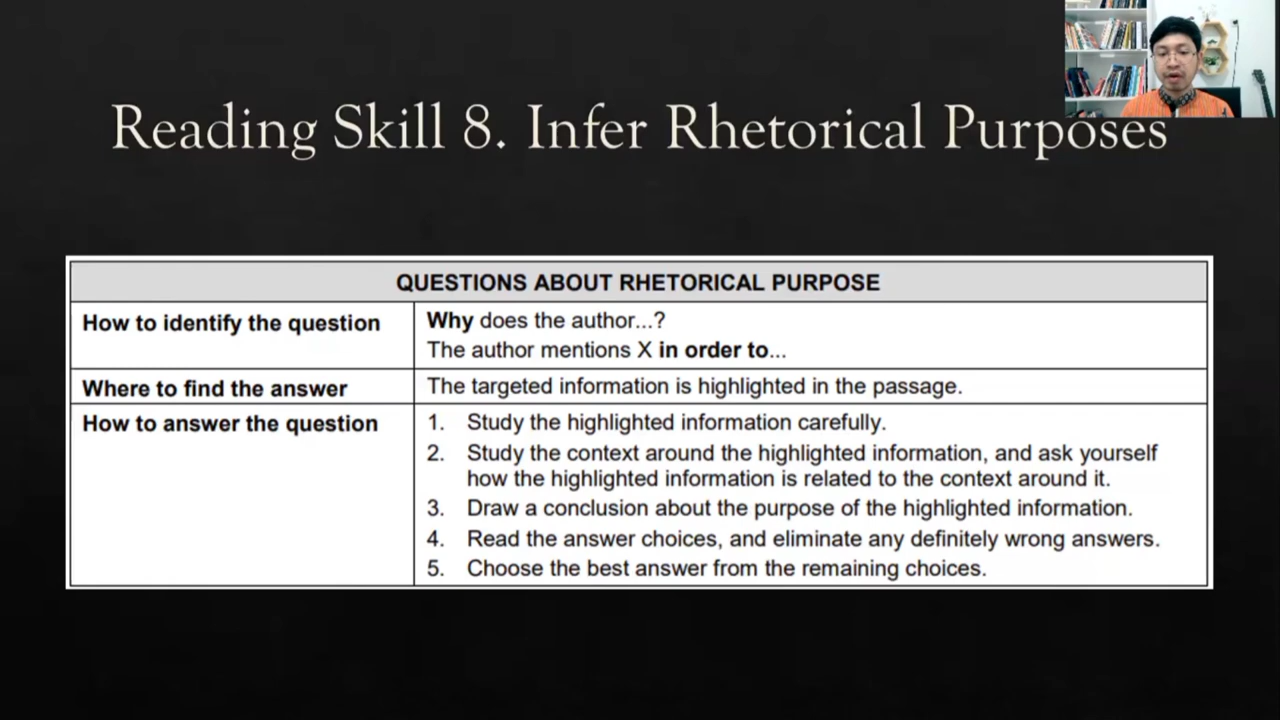 Reading Skill 8. Infer Rhetorical Purposes
QUESTIONS ABOUT RHETORICAL PURPOSE
How to identify the question
Why does the author...?
The author mentions X in order to...
Where to find the answer
The targeted information is highlighted in the passage.
How to answer the question
1. Study the highlighted information carefully.
2. Study the context around the highlighted information, and ask yourself
how the highlighted information is related to the context around it.
3. Draw a conclusion about the purpose of the highlighted information.
4. Read the answer choices, and eliminate any definitely wrong answers.
5. Choose the best answer from the remaining choices.